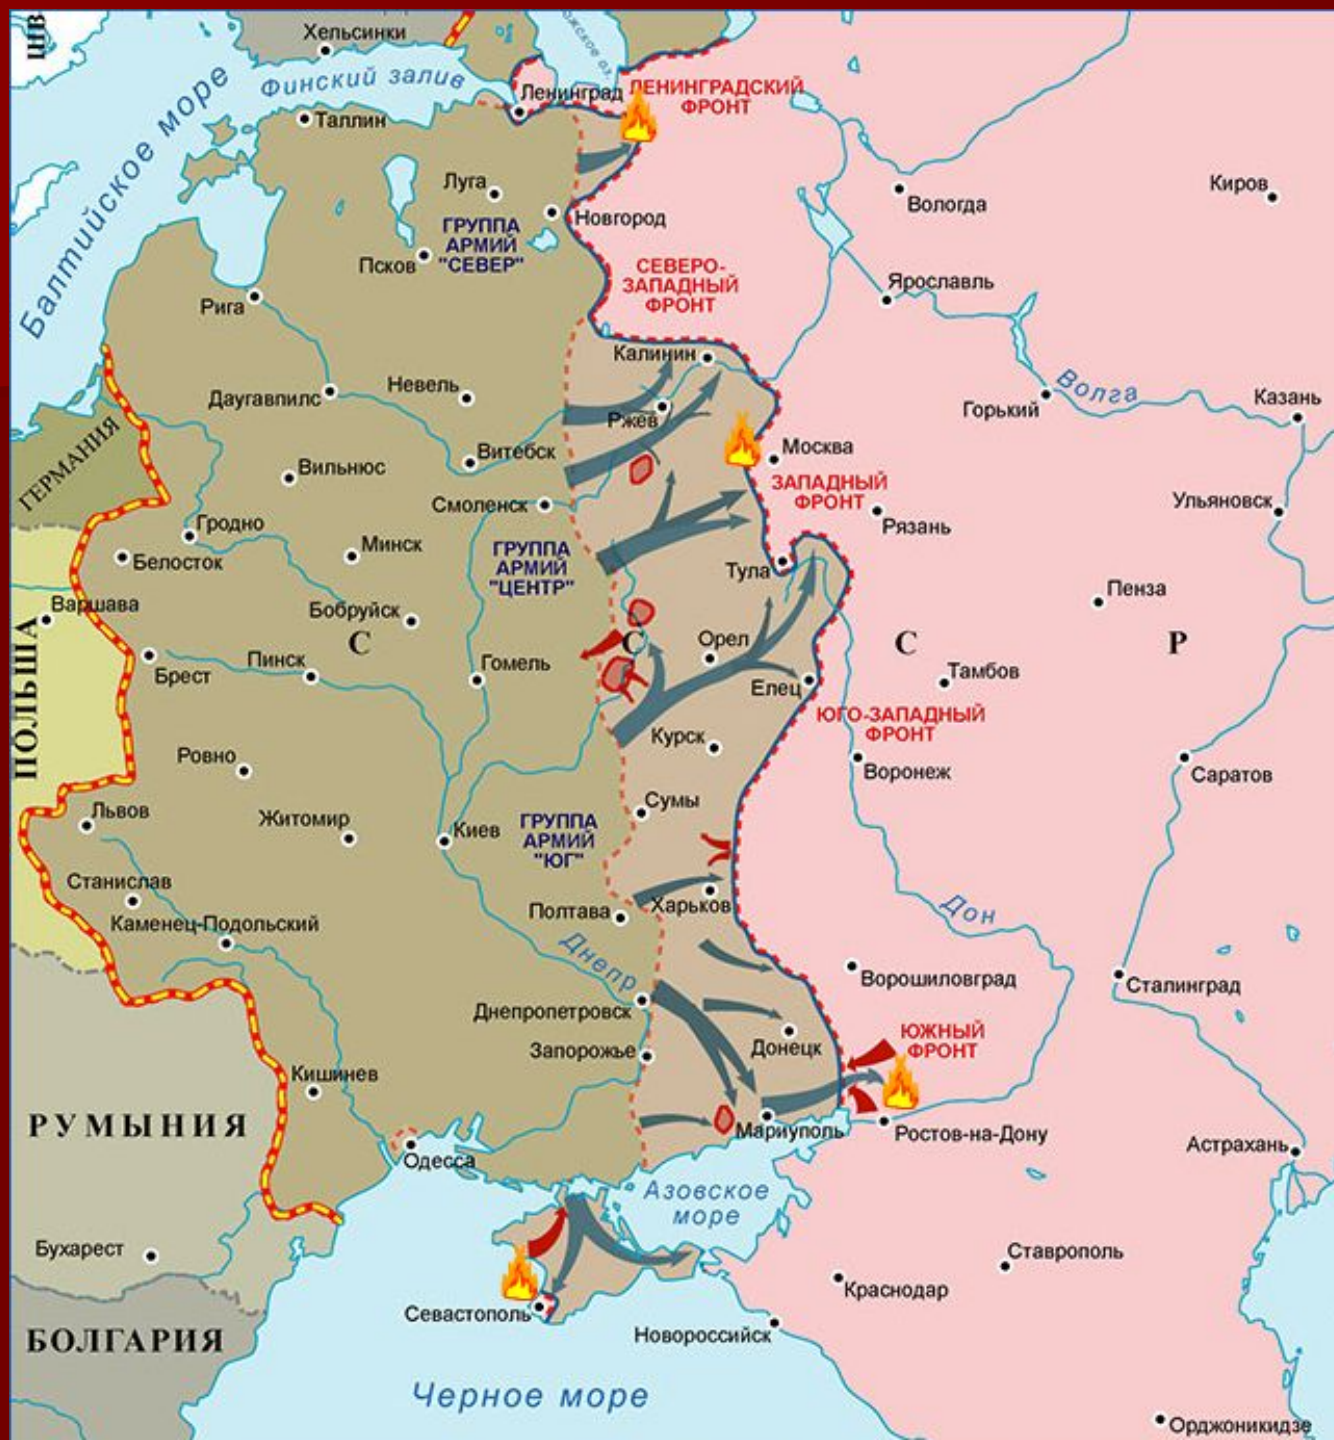 ШВ
Хельсинки
Финский залив
Балтийское море
Таллин
Ленинград
ЛЕНИНГРАДСКИЙ
ФРОНТ
Луга
Новгород
ГРУППА
АРМИЙ
"СЕВЕР"
Псков
СЕВЕРО-
ЗАПАДНЫЙ
ФРОНТ
Вологда
Киров
Ярославль
Рига
Калинин
Даугавпилс
Невель
Ржев
Волга
Горький
Казань
ГЕРМАНИЯ
Вильнюс
Витебск
Москва
ЗАПАДНЫЙ
ФРОНТ
Смоленск
Рязань
Ульяновск
Гродно
Белосток
Минск
ГРУППА
АРМИЙ
"ЦЕНТР"
Тула
Пенза
Варшава
ПОЛЬША
Бобруйск
С
С
С
Р
Орел
Брест
Пинск
Гомель
Елец
Тамбов
ЮГО-ЗАПАДНЫЙ
ФРОНТ
Курск
Воронеж
Саратов
Ровно
Сумы
Львов
Житомир
Киев
ГРУППА
АРМИЙ
"ЮГ"
Станислав
Полтава
Харьков
Каменец-Подольский
Днепр
Дон
Ворошиловград
Сталинград
Днепропетровск
Донецк
ЮЖНЫЙ
ФРОНТ
Запорожье
Кишинев
РУМЫНИЯ
Мариуполь
Ростов-на-Дону
Астрахань
Одесса
Азовское
море
Бухарест
Ставрополь
Краснодар
Севастополь
Новороссийск
БОЛГАРИЯ
Черное море
Орджоникидзе